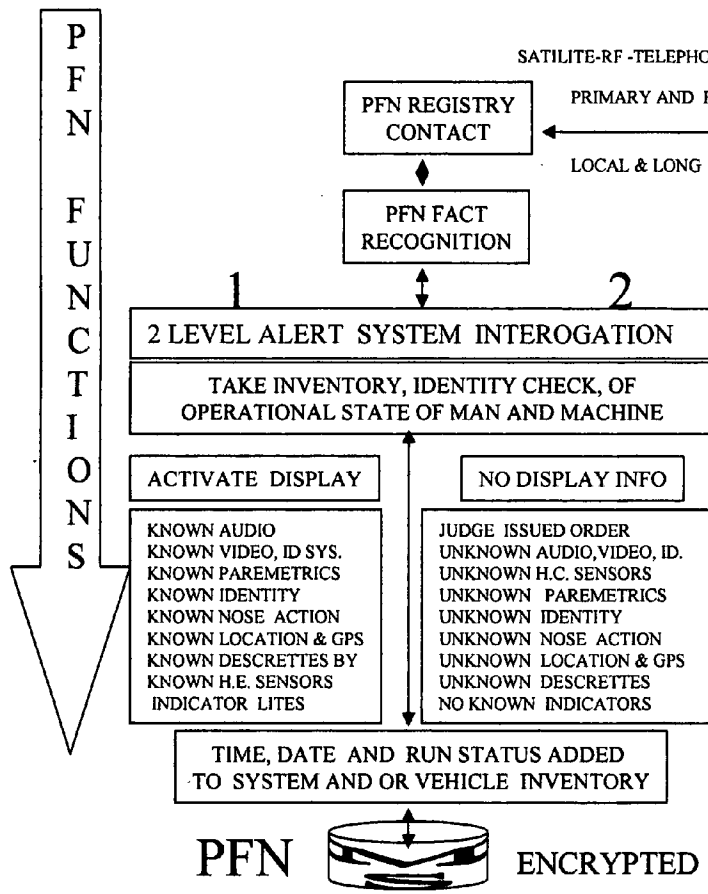 PFN FUNCTIONS
SATILITE-RF -TELEPHO
PFN REGISTRY
CONTACT
PRIMARY AND
LOCAL & LONG
PFN FACT
RECOGNITION
1
2
2 LEVEL ALERT SYSTEM INTEROGATION
TAKE INVENTORY, IDENTITY CHECK, OF
OPERATIONAL STATE OF MAN AND MACHINE
ACTIVATE DISPLAY
NO DISPLAY INFO
KNOWN AUDIO
KNOWN VIDEO, ID SYS.
KNOWN PAREMETRICS
KNOWN IDENTITY
KNOWN NOSE ACTION
KNOWN LOCATION & GPS
KNOWN DESCRETTES BY
KNOWN H.E. SENSORS
INDICATOR LITES
JUDGE ISSUED ORDER
UNKNOWN AUDIO,VIDEO, ID.
UNKNOWN H.C. SENSORS
UNKNOWN PAREMETRICS
UNKNOWN IDENTITY
UNKNOWN NOSE ACTION
UNKNOWN LOCATION & GPS
UNKNOWN DESCRETTES
NO KNOWN INDICATORS
TIME, DATE AND RUN STATUS ADDED
TO SYSTEM AND OR VEHICLE INVENTORY
PFN
ENCRYPTED